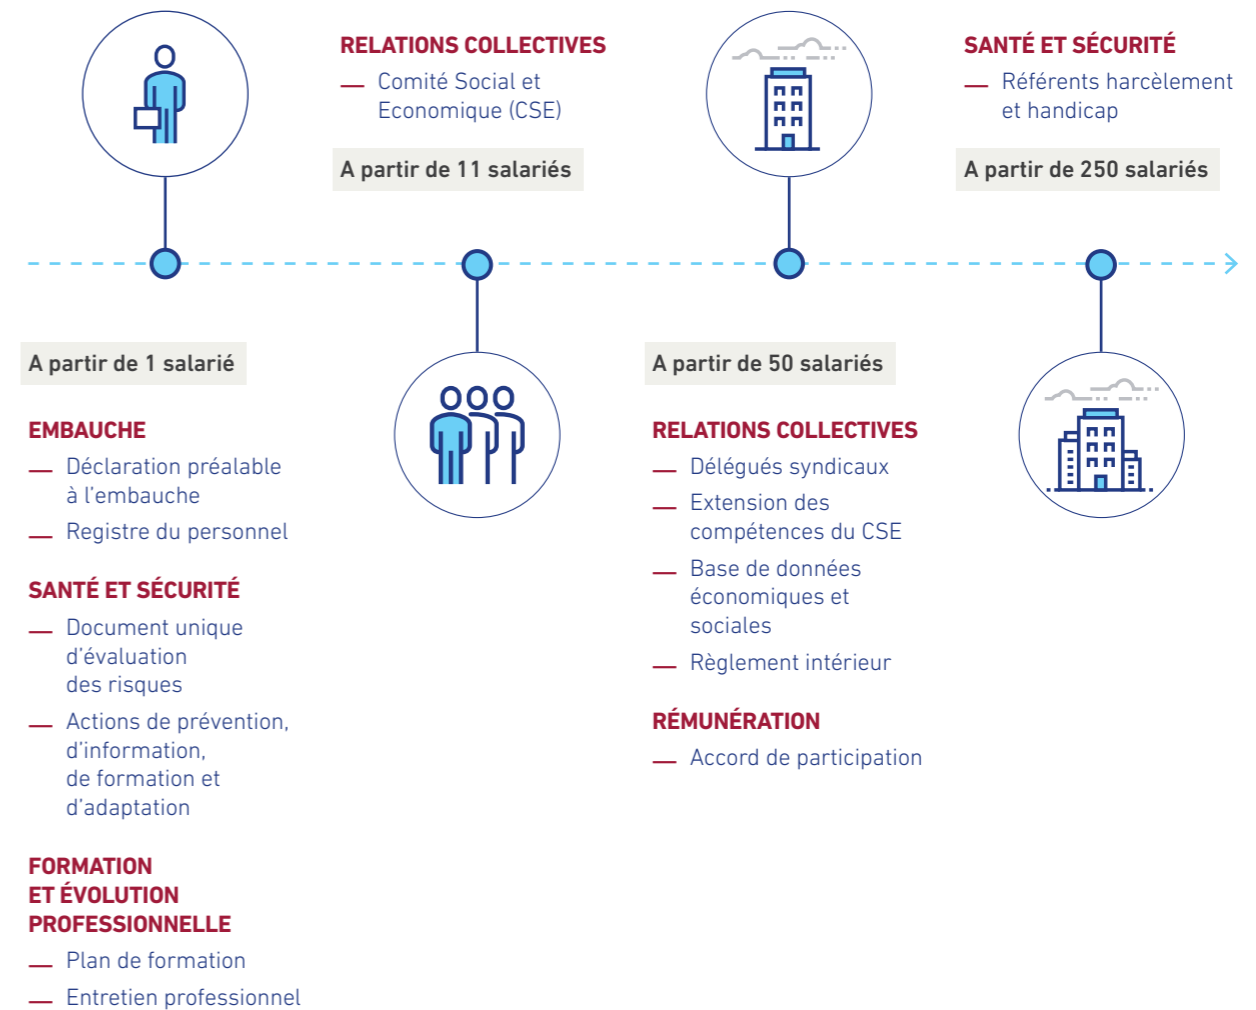 A partir de 1 salarié
EMBAUCHE
— Déclaration préalable
à l’embauche
— Registre du personnel
SANTÉ ET SÉCURITÉ
— Document unique
d’évaluation
des risques
— Actions de prévention,
d’information,
de formation et
d’adaptation
FORMATION
ET ÉVOLUTION
PROFESSIONNELLE
— Plan de formation
— Entretien professionnel
RELATIONS COLLECTIVES
— Comité Social et
Economique (CSE)
A partir de 11 salariés
A partir de 50 salariés
RELATIONS COLLECTIVES
— Délégués syndicaux
— Extension des
compétences du CSE
— Base de données
économiques et
sociales
— Règlement intérieur
RÉMUNÉRATION
— Accord de participation
SANTÉ ET SÉCURITÉ
— Référents harcèlement
et handicap
A partir de 250 salariés